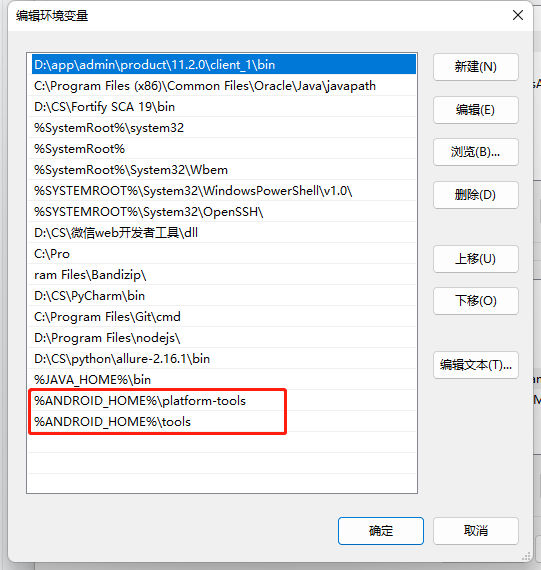 编辑环境变量
D:\app\admin\product\11.2.0\client_1\bin
C:\Program Files (x86)\Common Files\Oracle\Java\javapath
D:\CS\Fortify SCA 19\bin
%SystemRoot%\system32
%SystemRoot%
%SystemRoot%\System32\Wbem
%SYSTEMROOT%\System32\WindowsPowerShell\v1.0\
%SYSTEMROOT%\System32\OpenSSH\
D:\CS\微信web开发者工具\dll
C:\Pro
ram Files\Bandizip\
D:\CS\PyCharm\bin
C:\Program Files\Git\cmd
D:\Program Files\nodejs\
D:\CS\python\allure-2.16.1\bin
%JAVA_HOME%\bin
%ANDROID_HOME%\platform-tools
%ANDROID_HOME%\tools
新建(N)
编辑(E)
浏览(B)...
删除(D)
上移(U)
下移(O)
编辑文本(T)...
确定
取消